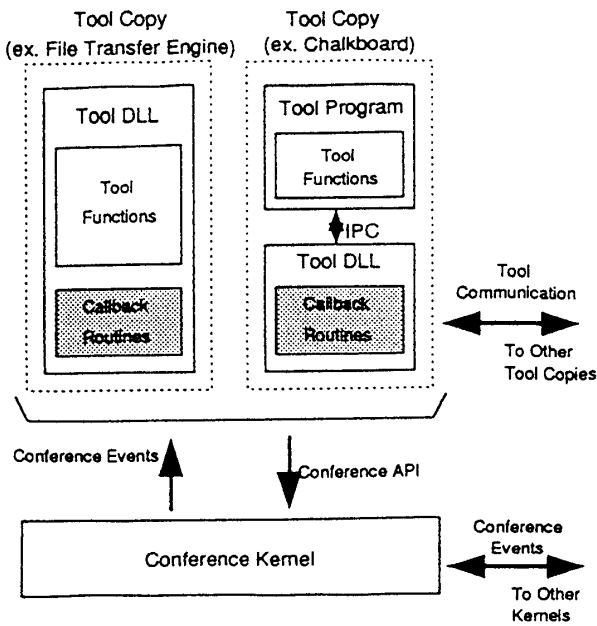 Tool Copy
(ex. File Transfer Engine)
Tool Copy
(ex. Chalkboard)
Tool DLL
Tool
Functions
Callback
Routines
Tool Program
Tool
Functions
IPC
Tool DLL
Callback
Routines
Tool
Communication
To Other
Tool Copies
Conference Events
Conference API
Conference Kernel
Conference
Events
To Other
Kernels